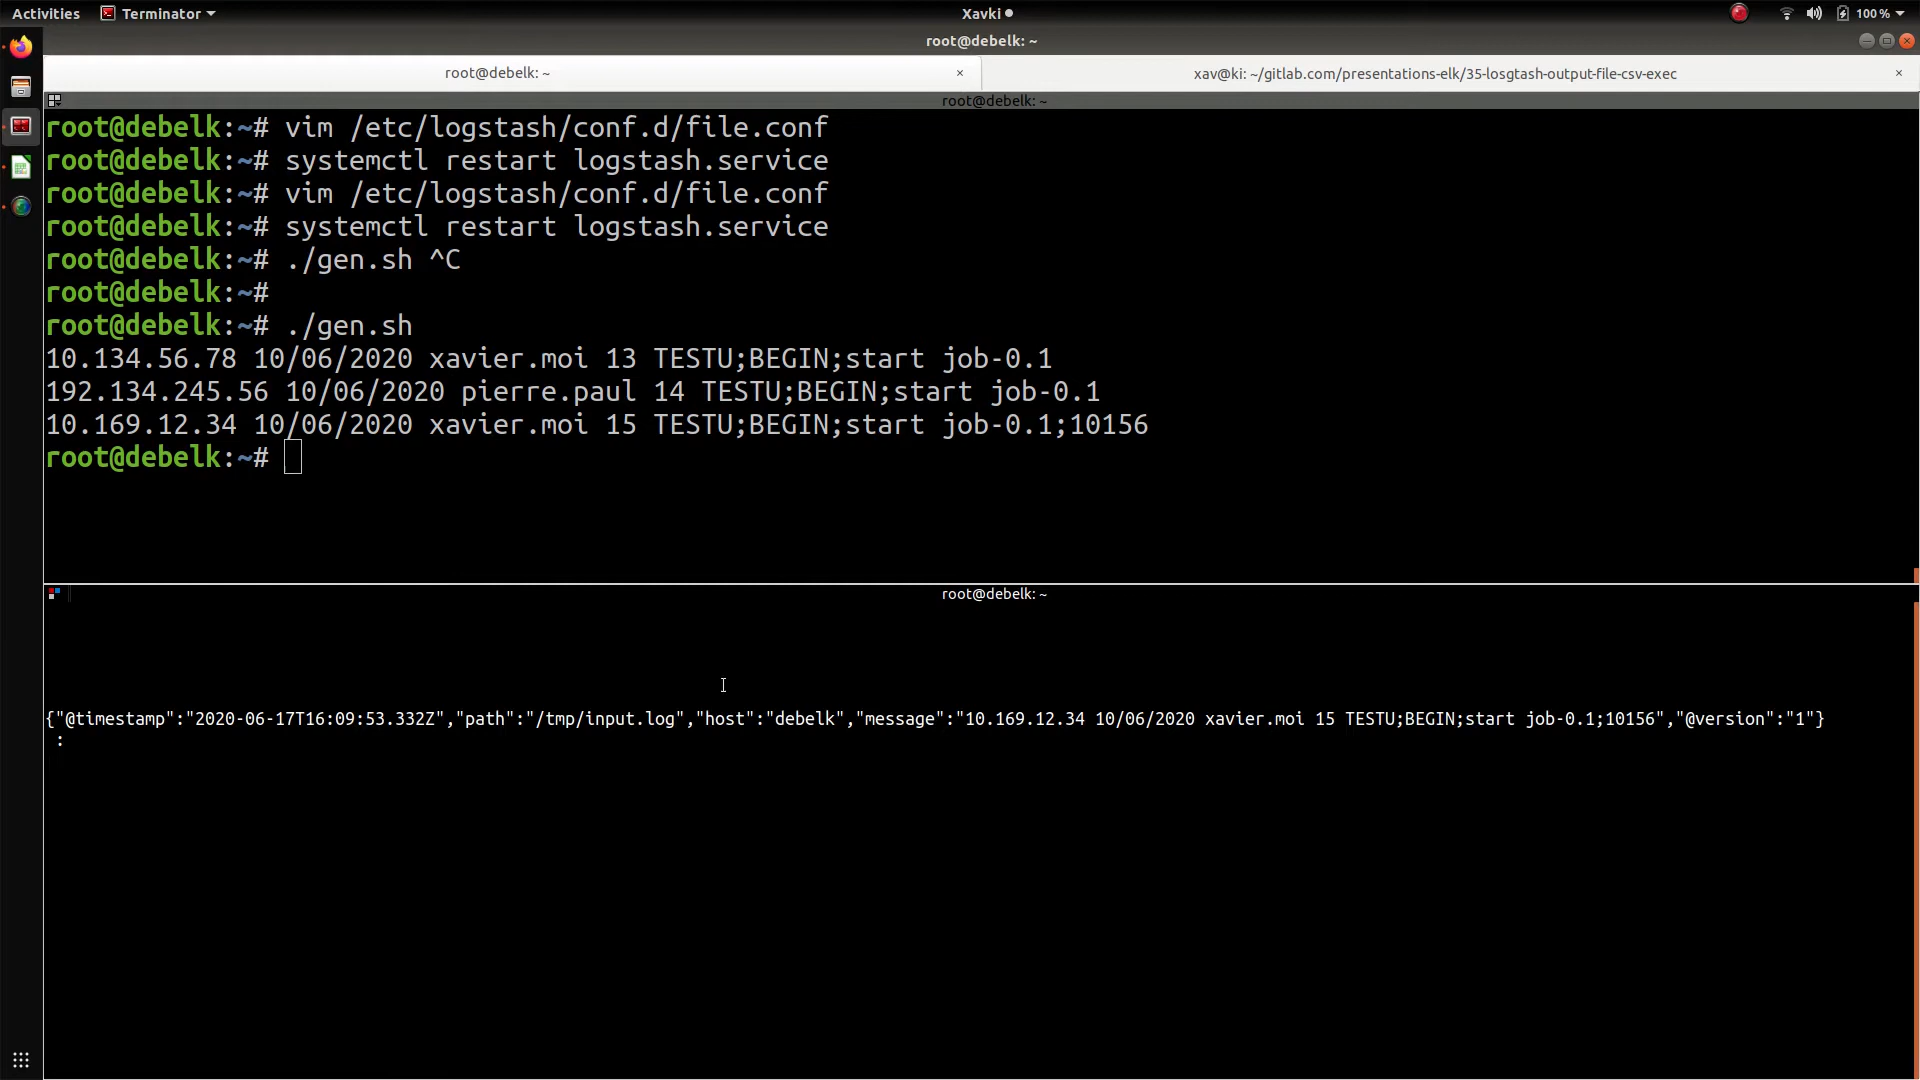 Activities Terminator Xavki 100 %
root@debelk: ~
root@debelk: ~ × xav@ki: ~/gitlab.com/presentations-elk/35-losgtash-output-file-csv-exec ×
root@debelk: ~
root@debelk:~# vim /etc/logstash/conf.d/file.conf
root@debelk:~# systemctl restart logstash.service
root@debelk:~# vim /etc/logstash/conf.d/file.conf
root@debelk:~# systemctl restart logstash.service
root@debelk:~# ./gen.sh ^C
root@debelk:~#
root@debelk:~# ./gen.sh
10.134.56.78 10/06/2020 xavier.moi 13 TESTU;BEGIN;start job-0.1
192.134.245.56 10/06/2020 pierre.paul 14 TESTU;BEGIN;start job-0.1
10.169.12.34 10/06/2020 xavier.moi 15 TESTU;BEGIN;start job-0.1;10156
root@debelk:~#
root@debelk: ~
{"@timestamp":"2020-06-17T16:09:53.332Z","path":"/tmp/input.log","host":"debelk","message":"10.169.12.34 10/06/2020 xavier.moi 15 TESTU;BEGIN;start job-0.1;10156","@version":"1"}
: